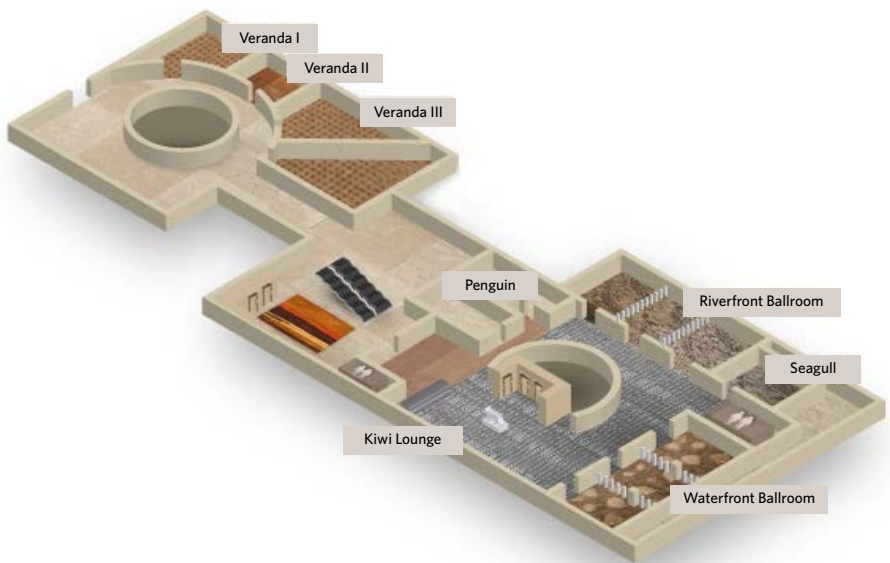 Veranda I
Veranda II
Veranda III
Penguin
Riverfront Ballroom
Seagull
Kiwi Lounge
Waterfront Ballroom